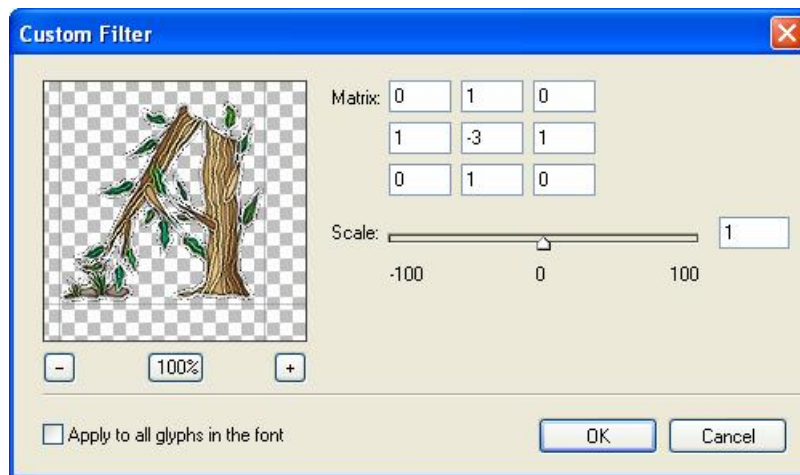 Custom Filter
Matrix: 0 1 0
1 -3 1
0 1 0
Scale: 1
-100 0 100
- 100% +
Apply to all glyphs in the font
OK Cancel